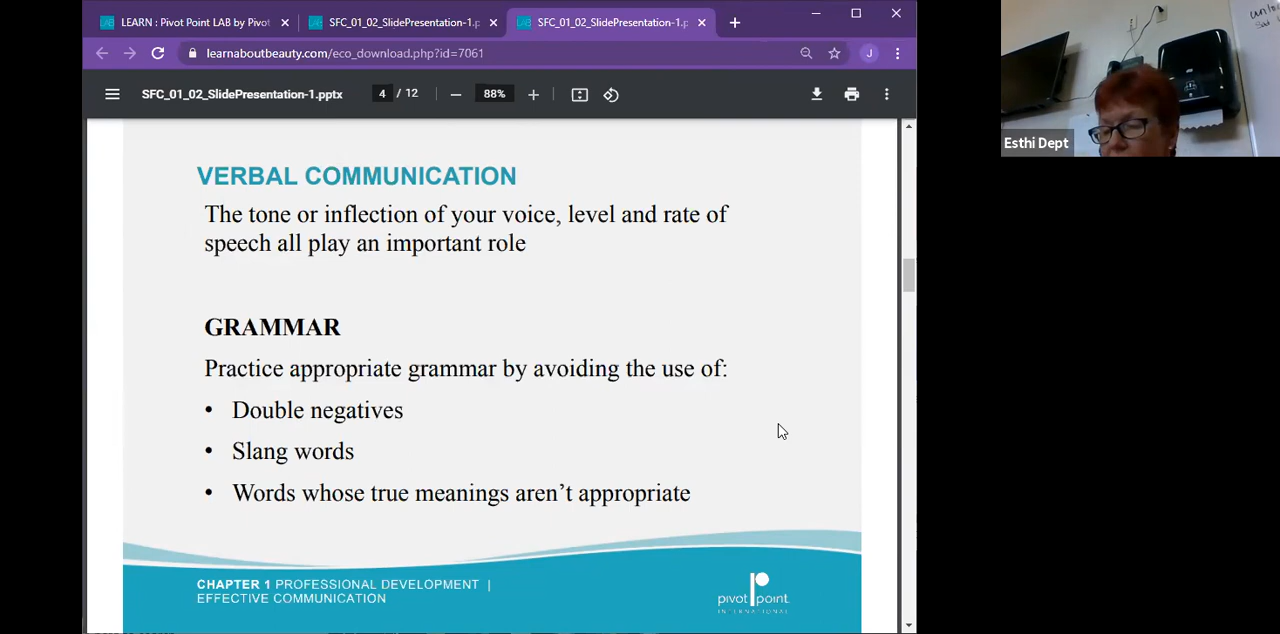 LEARN : Pivot Point LAB by Pivot
SFC_01_02_SlidePresentation-1.p
SFC_01_02_SlidePresentation-1.p
learnaboutbeauty.com/eco_download.php?id=7061
J
SFC_01_02_SlidePresentation-1.pptx
4 / 12
88%
Esthi Dept
VERBAL COMMUNICATION
The tone or inflection of your voice, level and rate of
speech all play an important role
GRAMMAR
Practice appropriate grammar by avoiding the use of:
• Double negatives
• Slang words
• Words whose true meanings aren't appropriate
CHAPTER 1 PROFESSIONAL DEVELOPMENT |
EFFECTIVE COMMUNICATION
pivot point
INTERNATIONAL